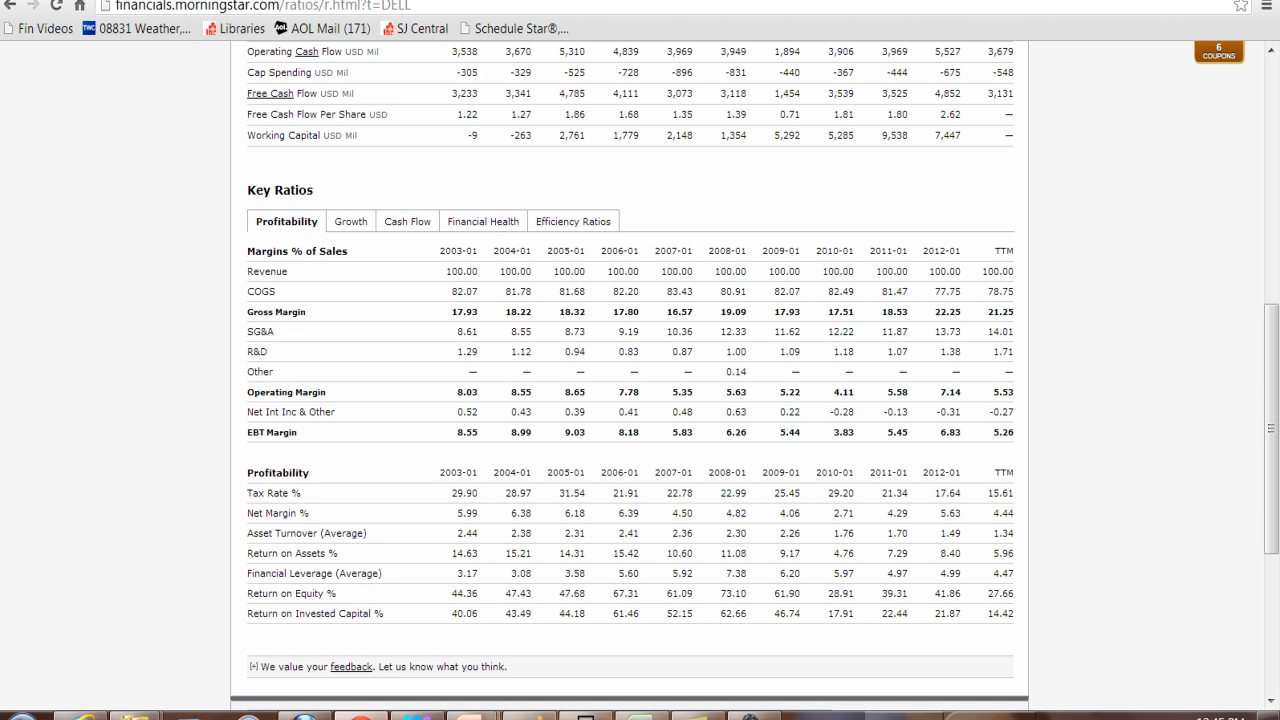 financials.morningstar.com/ratios/r.html?t=DELL
Fin Videos TWC 08831 Weather,... Libraries Aol AOL Mail (171) SJ Central Schedule Star®,...
6
COUPONS
Operating Cash Flow USD Mil 3,538 3,670 5,310 4,839 3,969 3,949 1,894 3,906 3,969 5,527 3,679
Cap Spending USD Mil -305 -329 -525 -728 -896 -831 -440 -367 -444 -675 -548
Free Cash Flow USD Mil 3,233 3,341 4,785 4,111 3,073 3,118 1,454 3,539 3,525 4,852 3,131
Free Cash Flow Per Share USD 1.22 1.27 1.86 1.68 1.35 1.39 0.71 1.81 1.80 2.62 —
Working Capital USD Mil -9 -263 2,761 1,779 2,148 1,354 5,292 5,285 9,538 7,447 —
Key Ratios
Profitability Growth Cash Flow Financial Health Efficiency Ratios
Margins % of Sales 2003-01 2004-01 2005-01 2006-01 2007-01 2008-01 2009-01 2010-01 2011-01 2012-01 TTM
Revenue 100.00 100.00 100.00 100.00 100.00 100.00 100.00 100.00 100.00 100.00 100.00
COGS 82.07 81.78 81.68 82.20 83.43 80.91 82.07 82.49 81.47 77.75 78.75
Gross Margin 17.93 18.22 18.32 17.80 16.57 19.09 17.93 17.51 18.53 22.25 21.25
SG&A 8.61 8.55 8.73 9.19 10.36 12.33 11.62 12.22 11.87 13.73 14.01
R&D 1.29 1.12 0.94 0.83 0.87 1.00 1.09 1.18 1.07 1.38 1.71
Other — — — — — 0.14 — — — — —
Operating Margin 8.03 8.55 8.65 7.78 5.35 5.63 5.22 4.11 5.58 7.14 5.53
Net Int Inc & Other 0.52 0.43 0.39 0.41 0.48 0.63 0.22 -0.28 -0.13 -0.31 -0.27
EBT Margin 8.55 8.99 9.03 8.18 5.83 6.26 5.44 3.83 5.45 6.83 5.26
Profitability 2003-01 2004-01 2005-01 2006-01 2007-01 2008-01 2009-01 2010-01 2011-01 2012-01 TTM
Tax Rate % 29.90 28.97 31.54 21.91 22.78 22.99 25.45 29.20 21.34 17.64 15.61
Net Margin % 5.99 6.38 6.18 6.39 4.50 4.82 4.06 2.71 4.29 5.63 4.44
Asset Turnover (Average) 2.44 2.38 2.31 2.41 2.36 2.30 2.26 1.76 1.70 1.49 1.34
Return on Assets % 14.63 15.21 14.31 15.42 10.60 11.08 9.17 4.76 7.29 8.40 5.96
Financial Leverage (Average) 3.17 3.08 3.58 5.60 5.92 7.38 6.20 5.97 4.97 4.99 4.47
Return on Equity % 44.36 47.43 47.68 67.31 61.09 73.10 61.90 28.91 39.31 41.86 27.66
Return on Invested Capital % 40.06 43.49 44.18 61.46 52.15 62.66 46.74 17.91 22.44 21.87 14.42
[+] We value your feedback. Let us know what you think.